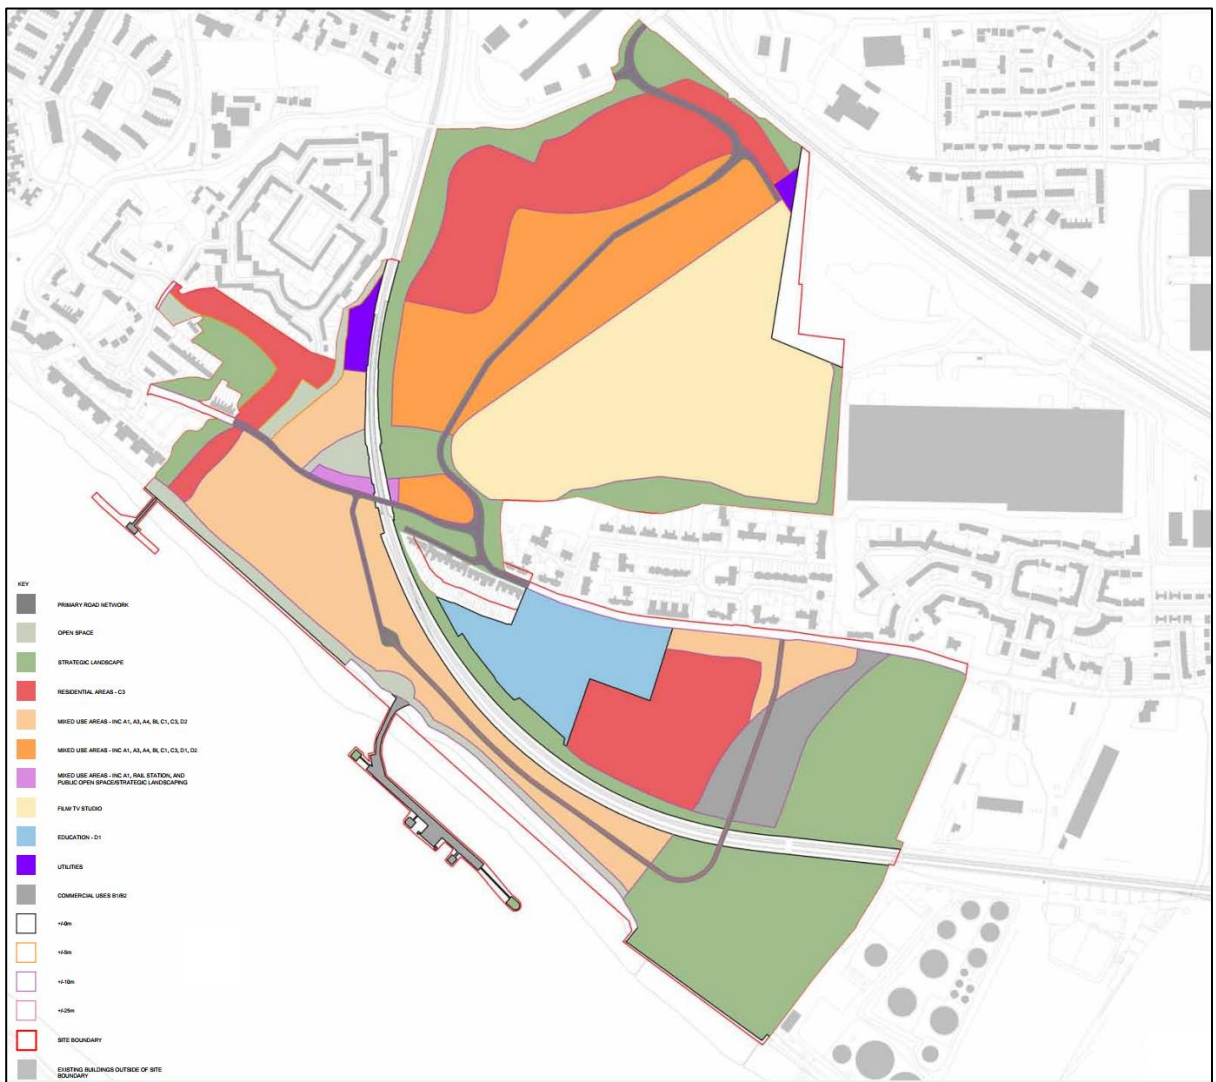 KEY
PRIMARY ROAD NETWORK
OPEN SPACE
STRATEGIC LANDSCAPE
RESIDENTIAL AREAS - C3
MIXED USE AREAS - INC A1, A3, A4, BI, C1, C3, D2
MIXED USE AREAS - INC A1, A3, A4, BI, C1, C3, D1, D2
MIXED USE AREAS - INC A1, RAIL STATION, AND
PUBLIC OPEN SPACE/STRATEGIC LANDSCAPING
FILM/TV STUDIO
EDUCATION - D1
UTILITIES
COMMERCIAL USES B1/B2
+/-0m
+/-5m
+/-10m
+/-25m
SITE BOUNDARY
EXISTING BUILDINGS OUTSIDE OF SITE
BOUNDARY